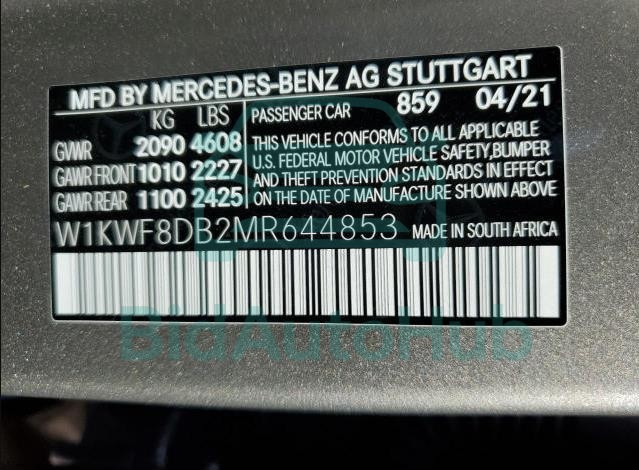 MFD BY MERCEDES-BENZ AG STUTTGART
KG LBS PASSENGER CAR 859 04/21
GVWR 2090 4608
GAWR FRONT 1010 2227
GAWR REAR 1100 2425
THIS VEHICLE CONFORMS TO ALL APPLICABLE
U.S. FEDERAL MOTOR VEHICLE SAFETY,BUMPER
AND THEFT PREVENTION STANDARDS IN EFFECT
ON THE DATE OF MANUFACTURE SHOWN ABOVE
W1KWF8DB2MR644853 MADE IN SOUTH AFRICA
BidAutoHub